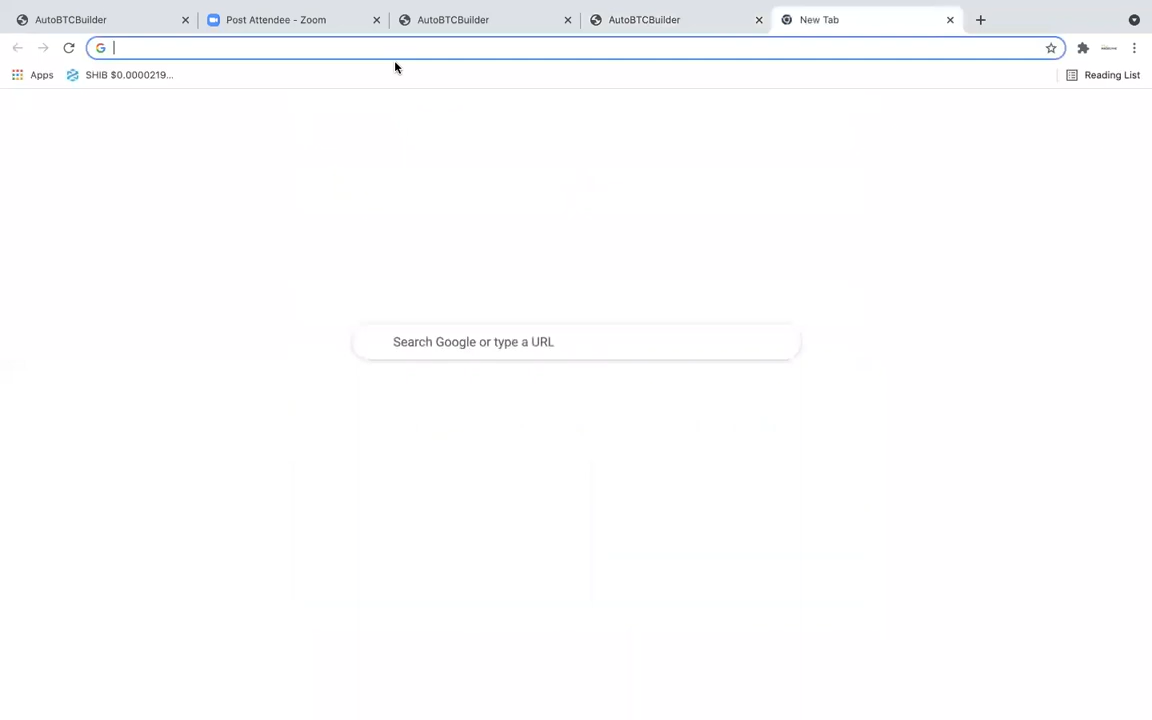 AutoBTCBuilder Post Attendee - Zoom AutoBTCBuilder AutoBTCBuilder New Tab
Apps SHIB $0.0000219... Reading List
Search Google or type a URL